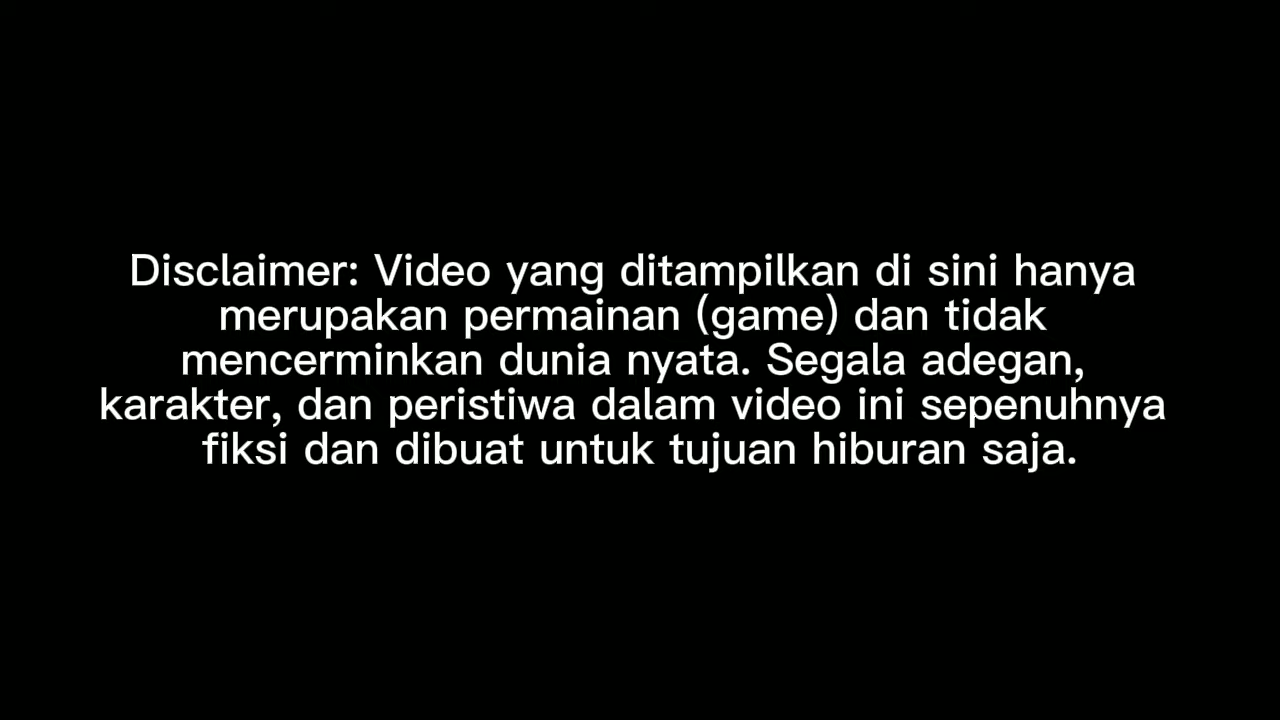 Disclaimer: Video yang ditampilkan di sini hanya
merupakan permainan (game) dan tidak
mencerminkan dunia nyata. Segala adegan,
karakter, dan peristiwa dalam video ini sepenuhnya
fiksi dan dibuat untuk tujuan hiburan saja.